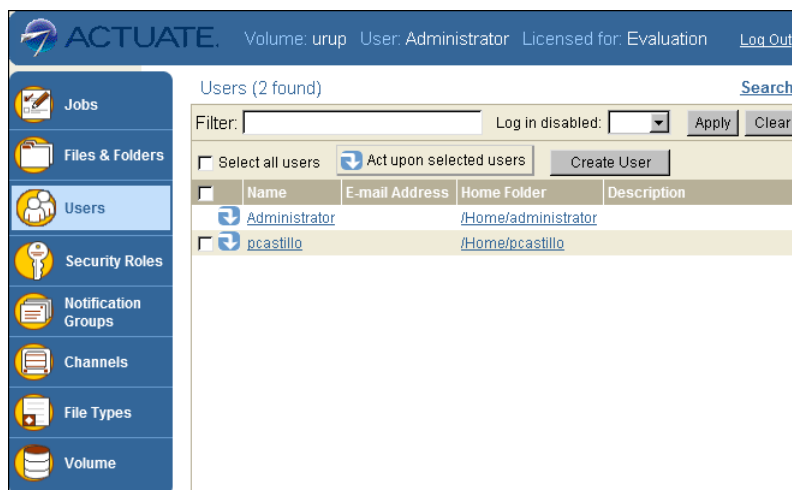 ACTUATE. Volume: urup User: Administrator Licensed for: Evaluation Log Out
Jobs
Files & Folders
Users
Security Roles
Notification
Groups
Channels
File Types
Volume
Users (2 found) Search
Filter: Log in disabled: Apply Clear
Select all users Act upon selected users Create User
Name E-mail Address Home Folder Description
Administrator /Home/administrator
pcastillo /Home/pcastillo